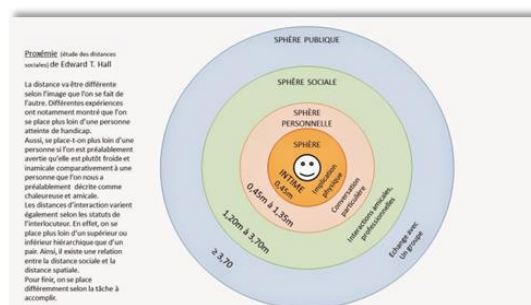 Proxémie (étude des distances
sociales) de Edward T. Hall
La distance va être différente
selon l'image que l'on se fait de
l'autre. Différentes expériences
ont notamment montré que l'on
se place plus loin d'une personne
atteinte de handicap.
Aussi, se place-t-on plus loin d'une
personne si l'on est préalablement
avertie qu'elle est plutôt froide et
inamicale comparativement à une
personne que l'on nous a
préalablement décrite comme
chaleureuse et amicale.
Les distances d'interaction varient
également selon les statuts de
l'interlocuteur. En effet, on se
place plus loin d'un supérieur ou
inférieur hiérarchique que d'un
pair. Ainsi, il existe une relation
entre la distance sociale et la
distance spatiale.
Pour finir, on se place
différemment selon la tâche à
accomplir.
SPHÈRE PUBLIQUE
SPHÈRE SOCIALE
SPHÈRE
PERSONNELLE
SPHÈRE
INTIME
0,45m
Implication
physique
0,45m à 1,35m
Conversation
particulière
1,20m à 3,70m
Interactions amicales,
professionnelles
≥ 3,70
Echange avec
Un groupe